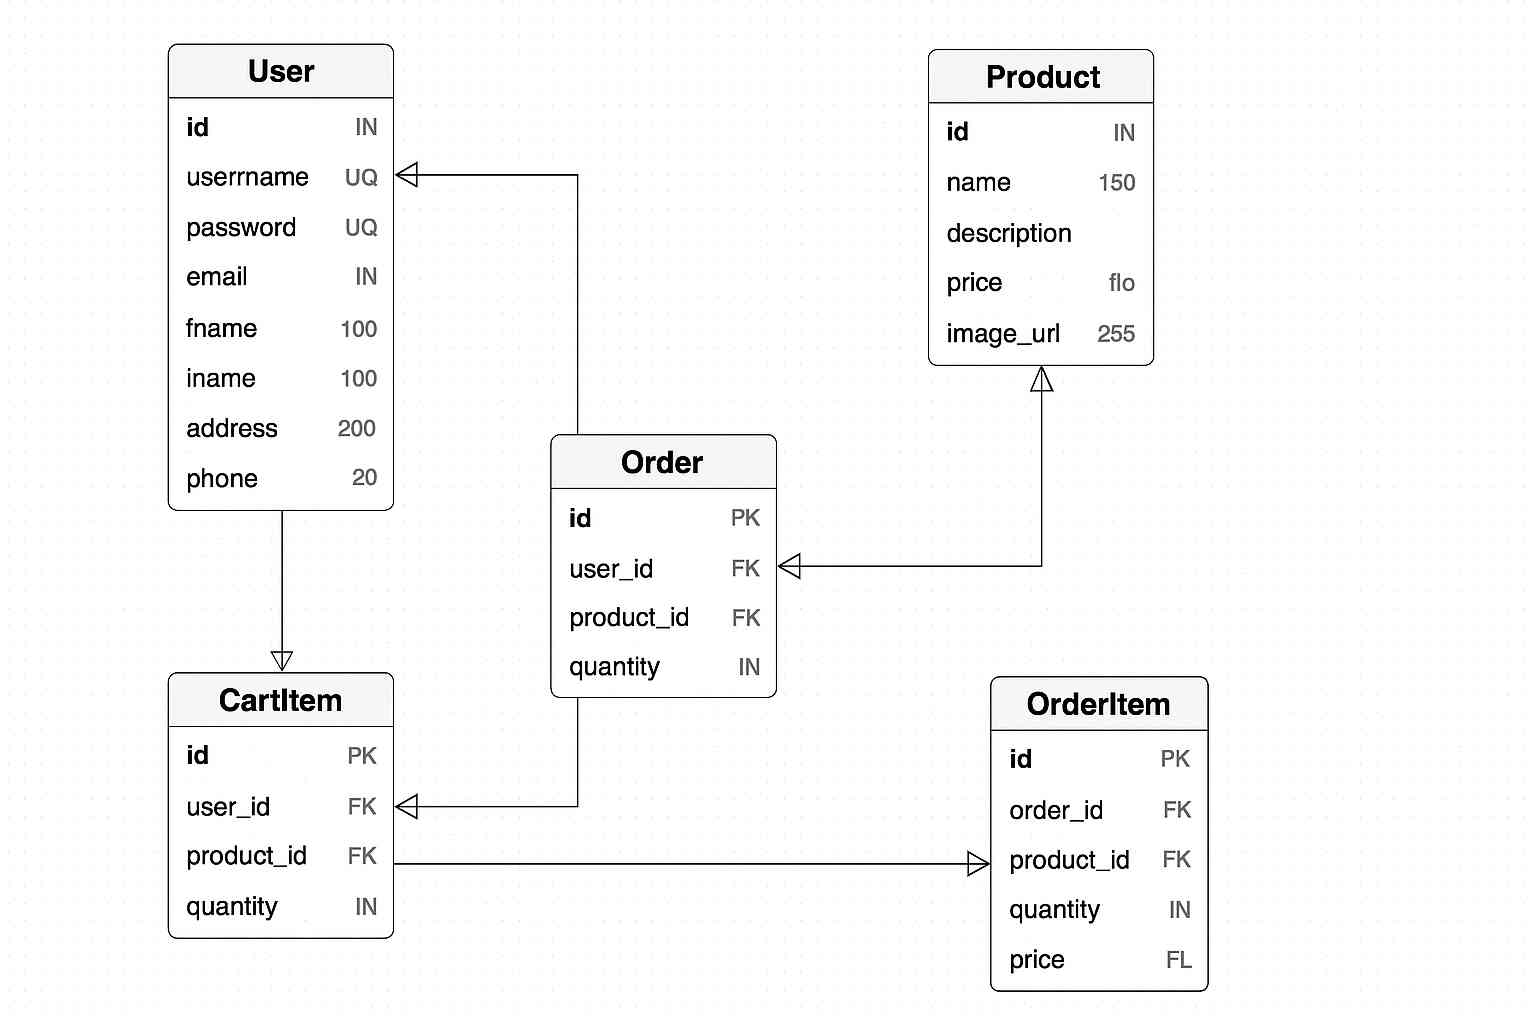 User
id IN
userrname UQ
password UQ
email IN
fname 100
iname 100
address 200
phone 20
Product
id IN
name 150
description
price flo
image_url 255
Order
id PK
user_id FK
product_id FK
quantity IN
CartItem
id PK
user_id FK
product_id FK
quantity IN
OrderItem
id PK
order_id FK
product_id FK
quantity IN
price FL